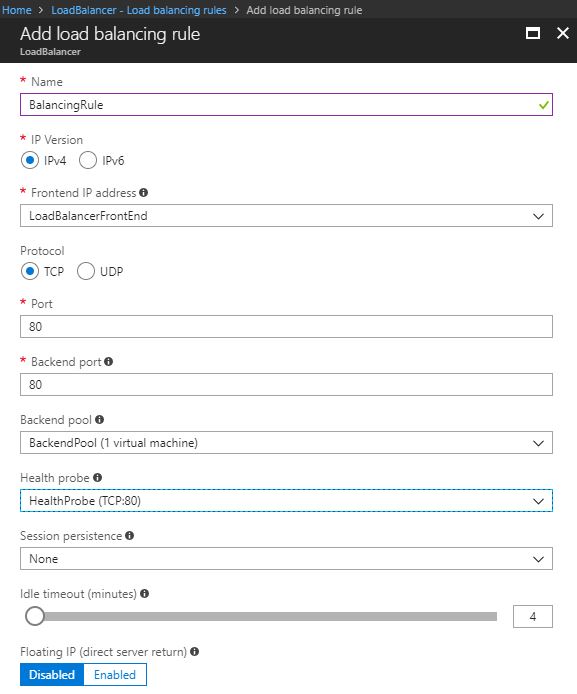 Home > LoadBalancer - Load balancing rules > Add load balancing rule
Add load balancing rule
LoadBalancer
* Name
BalancingRule
* IP Version
IPv4 IPv6
* Frontend IP address
LoadBalancerFrontEnd
Protocol
TCP UDP
* Port
80
* Backend port
80
Backend pool
BackendPool (1 virtual machine)
Health probe
HealthProbe (TCP:80)
Session persistence
None
Idle timeout (minutes)
4
Floating IP (direct server return)
Disabled Enabled